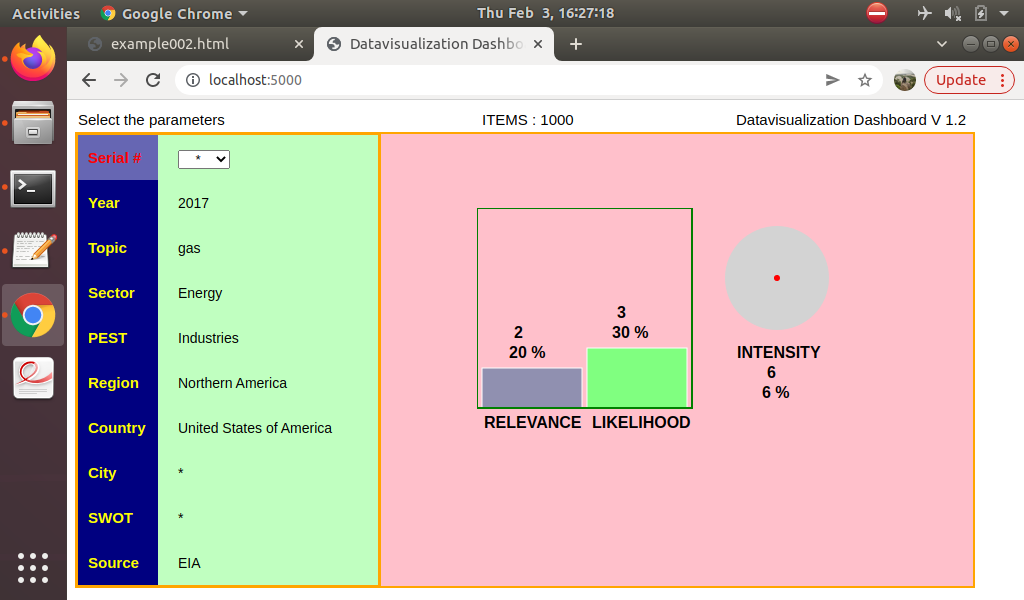 Activities Google Chrome Thu Feb 3, 16:27:18
example002.html Datavisualization Dashbo
localhost:5000 Update
Select the parameters ITEMS : 1000 Datavisualization Dashboard V 1.2
Serial # *
Year 2017
Topic gas
Sector Energy
PEST Industries
Region Northern America
Country United States of America
City *
SWOT *
Source EIA
3
2 30 %
20 %
RELEVANCE LIKELIHOOD
INTENSITY
6
6 %